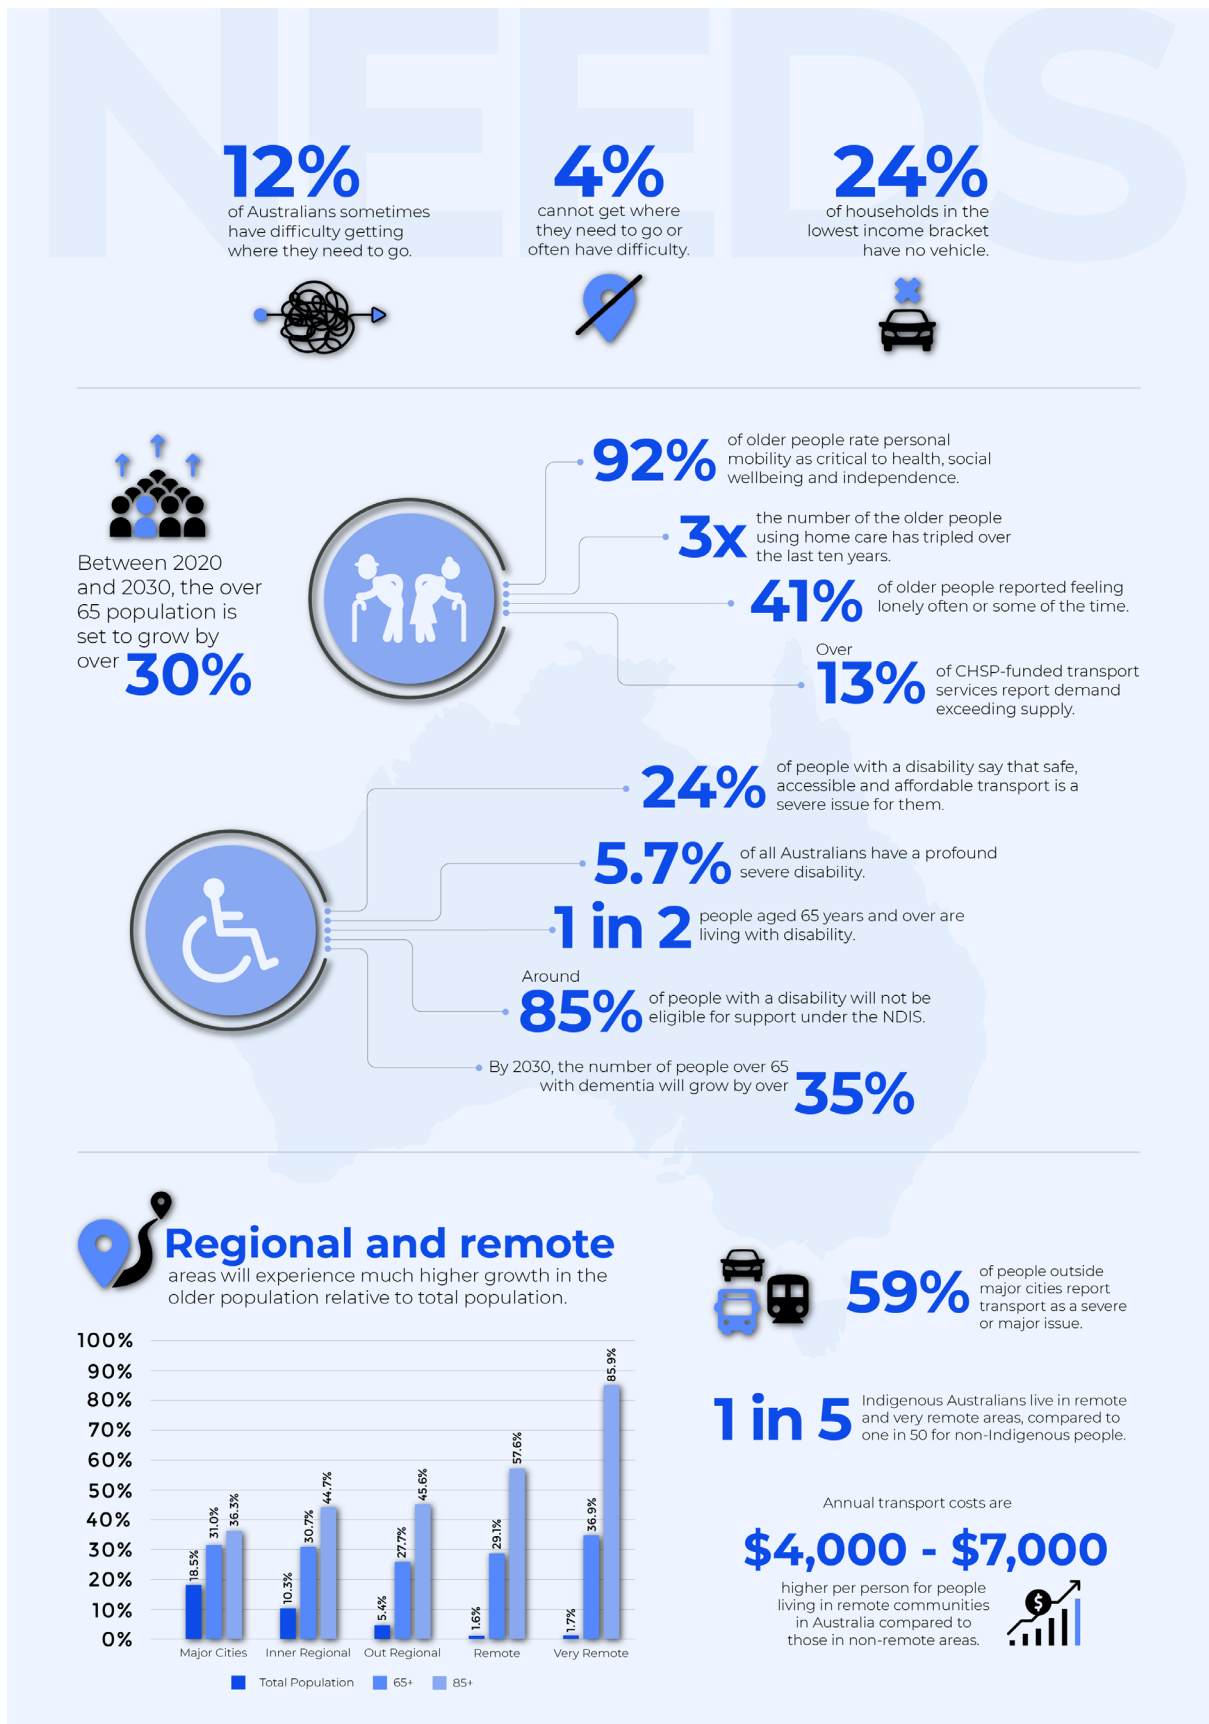 NEEDS
12%
of Australians sometimes
have difficulty getting
where they need to go.
4%
cannot get where
they need to go or
often have difficulty.
24%
of households in the
lowest income bracket
have no vehicle.
Between 2020
and 2030, the over
65 population is
set to grow by
over 30%
92%
of older people rate personal
mobility as critical to health, social
wellbeing and independence.
3x
the number of the older people
using home care has tripled over
the last ten years.
41%
of older people reported feeling
lonely often or some of the time.
Over
13%
of CHSP-funded transport
services report demand
exceeding supply.
24%
of people with a disability say that safe,
accessible and affordable transport is a
severe issue for them.
5.7%
of all Australians have a profound
severe disability.
1 in 2
people aged 65 years and over are
living with disability.
Around
85%
of people with a disability will not be
eligible for support under the NDIS.
By 2030, the number of people over 65
with dementia will grow by over
35%
Regional and remote
areas will experience much higher growth in the
older population relative to total population.
100%
90%
80%
70%
60%
50%
40%
30%
20%
10%
0%
18.5%
31.0%
36.3%
10.3%
30.7%
44.7%
5.4%
27.7%
45.6%
1.6%
29.1%
57.6%
1.7%
36.9%
85.9%
Major Cities
Inner Regional
Out Regional
Remote
Very Remote
Total Population
65+
85+
59%
of people outside
major cities report
transport as a severe
or major issue.
1 in 5
Indigenous Australians live in remote
and very remote areas, compared to
one in 50 for non-Indigenous people.
Annual transport costs are
$4,000 - $7,000
higher per person for people
living in remote communities
in Australia compared to
those in non-remote areas.
$